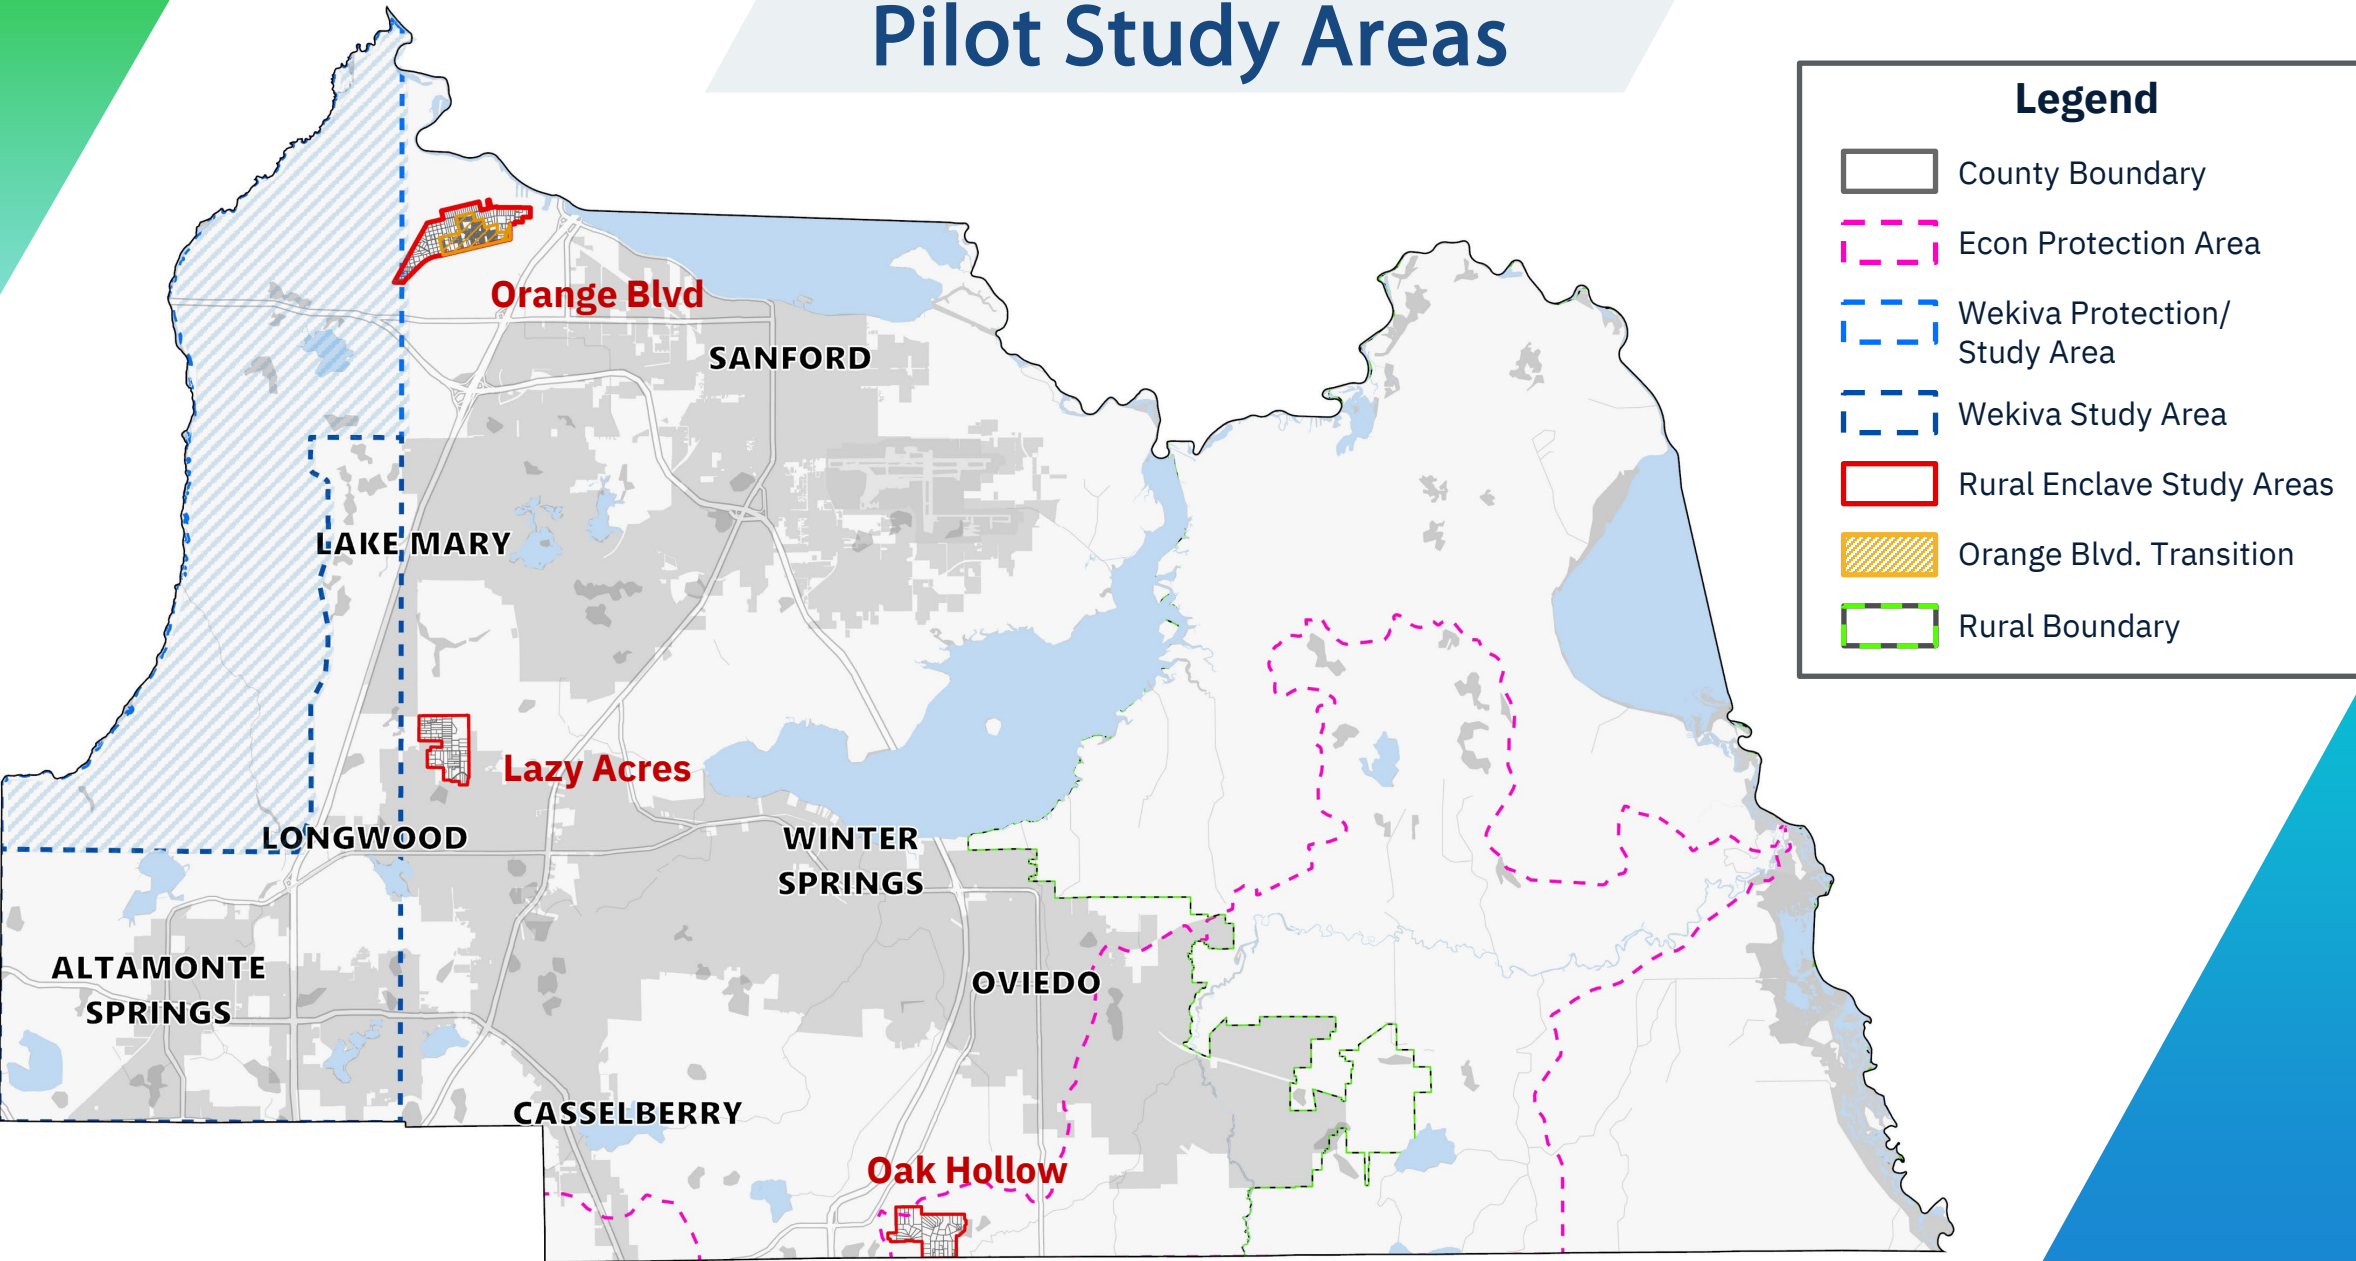 Pilot Study Areas
Legend
County Boundary
Econ Protection Area
Wekiva Protection/
Study Area
Wekiva Study Area
Rural Enclave Study Areas
Orange Blvd. Transition
Rural Boundary
Orange Blvd
SANFORD
LAKE MARY
Lazy Acres
LONGWOOD
WINTER
SPRINGS
ALTAMONTE
SPRINGS
OVIEDO
CASSELBERRY
Oak Hollow